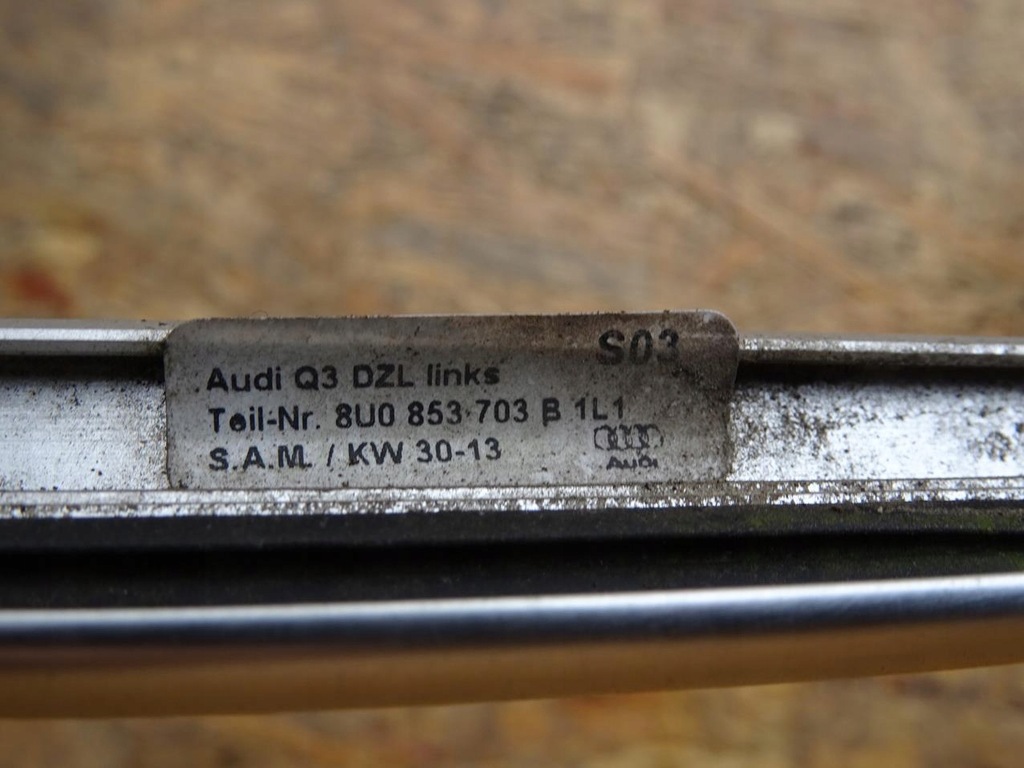 S03
Audi Q3 DZL links
Teil-Nr. 8U0 853 703 B 1L1
S.A.M. / KW 30-13
Audi